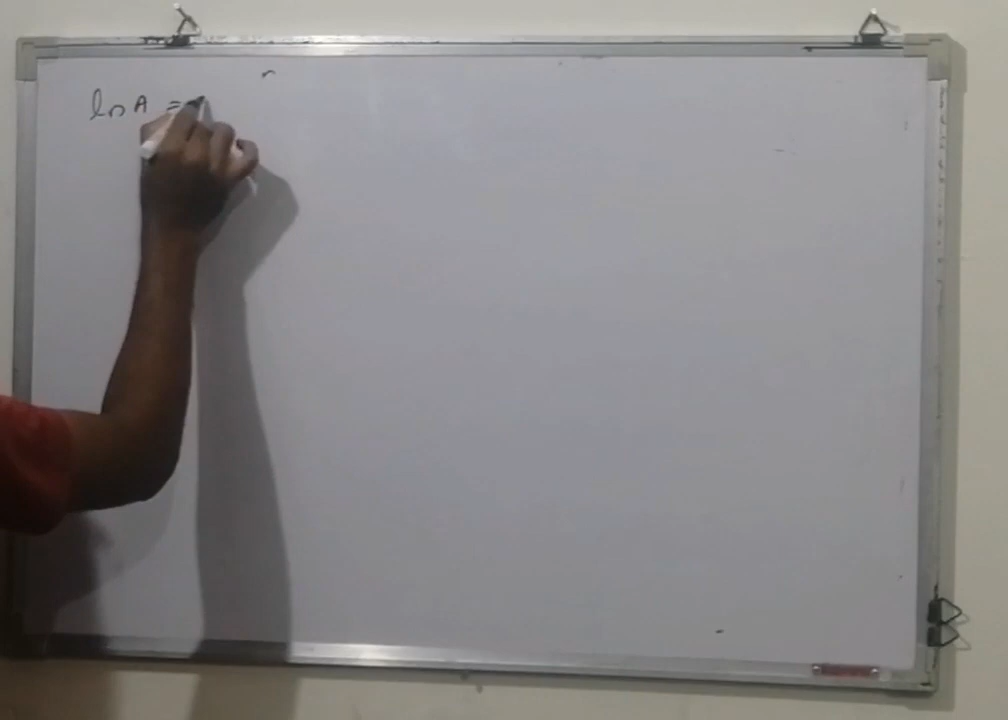 ln A =